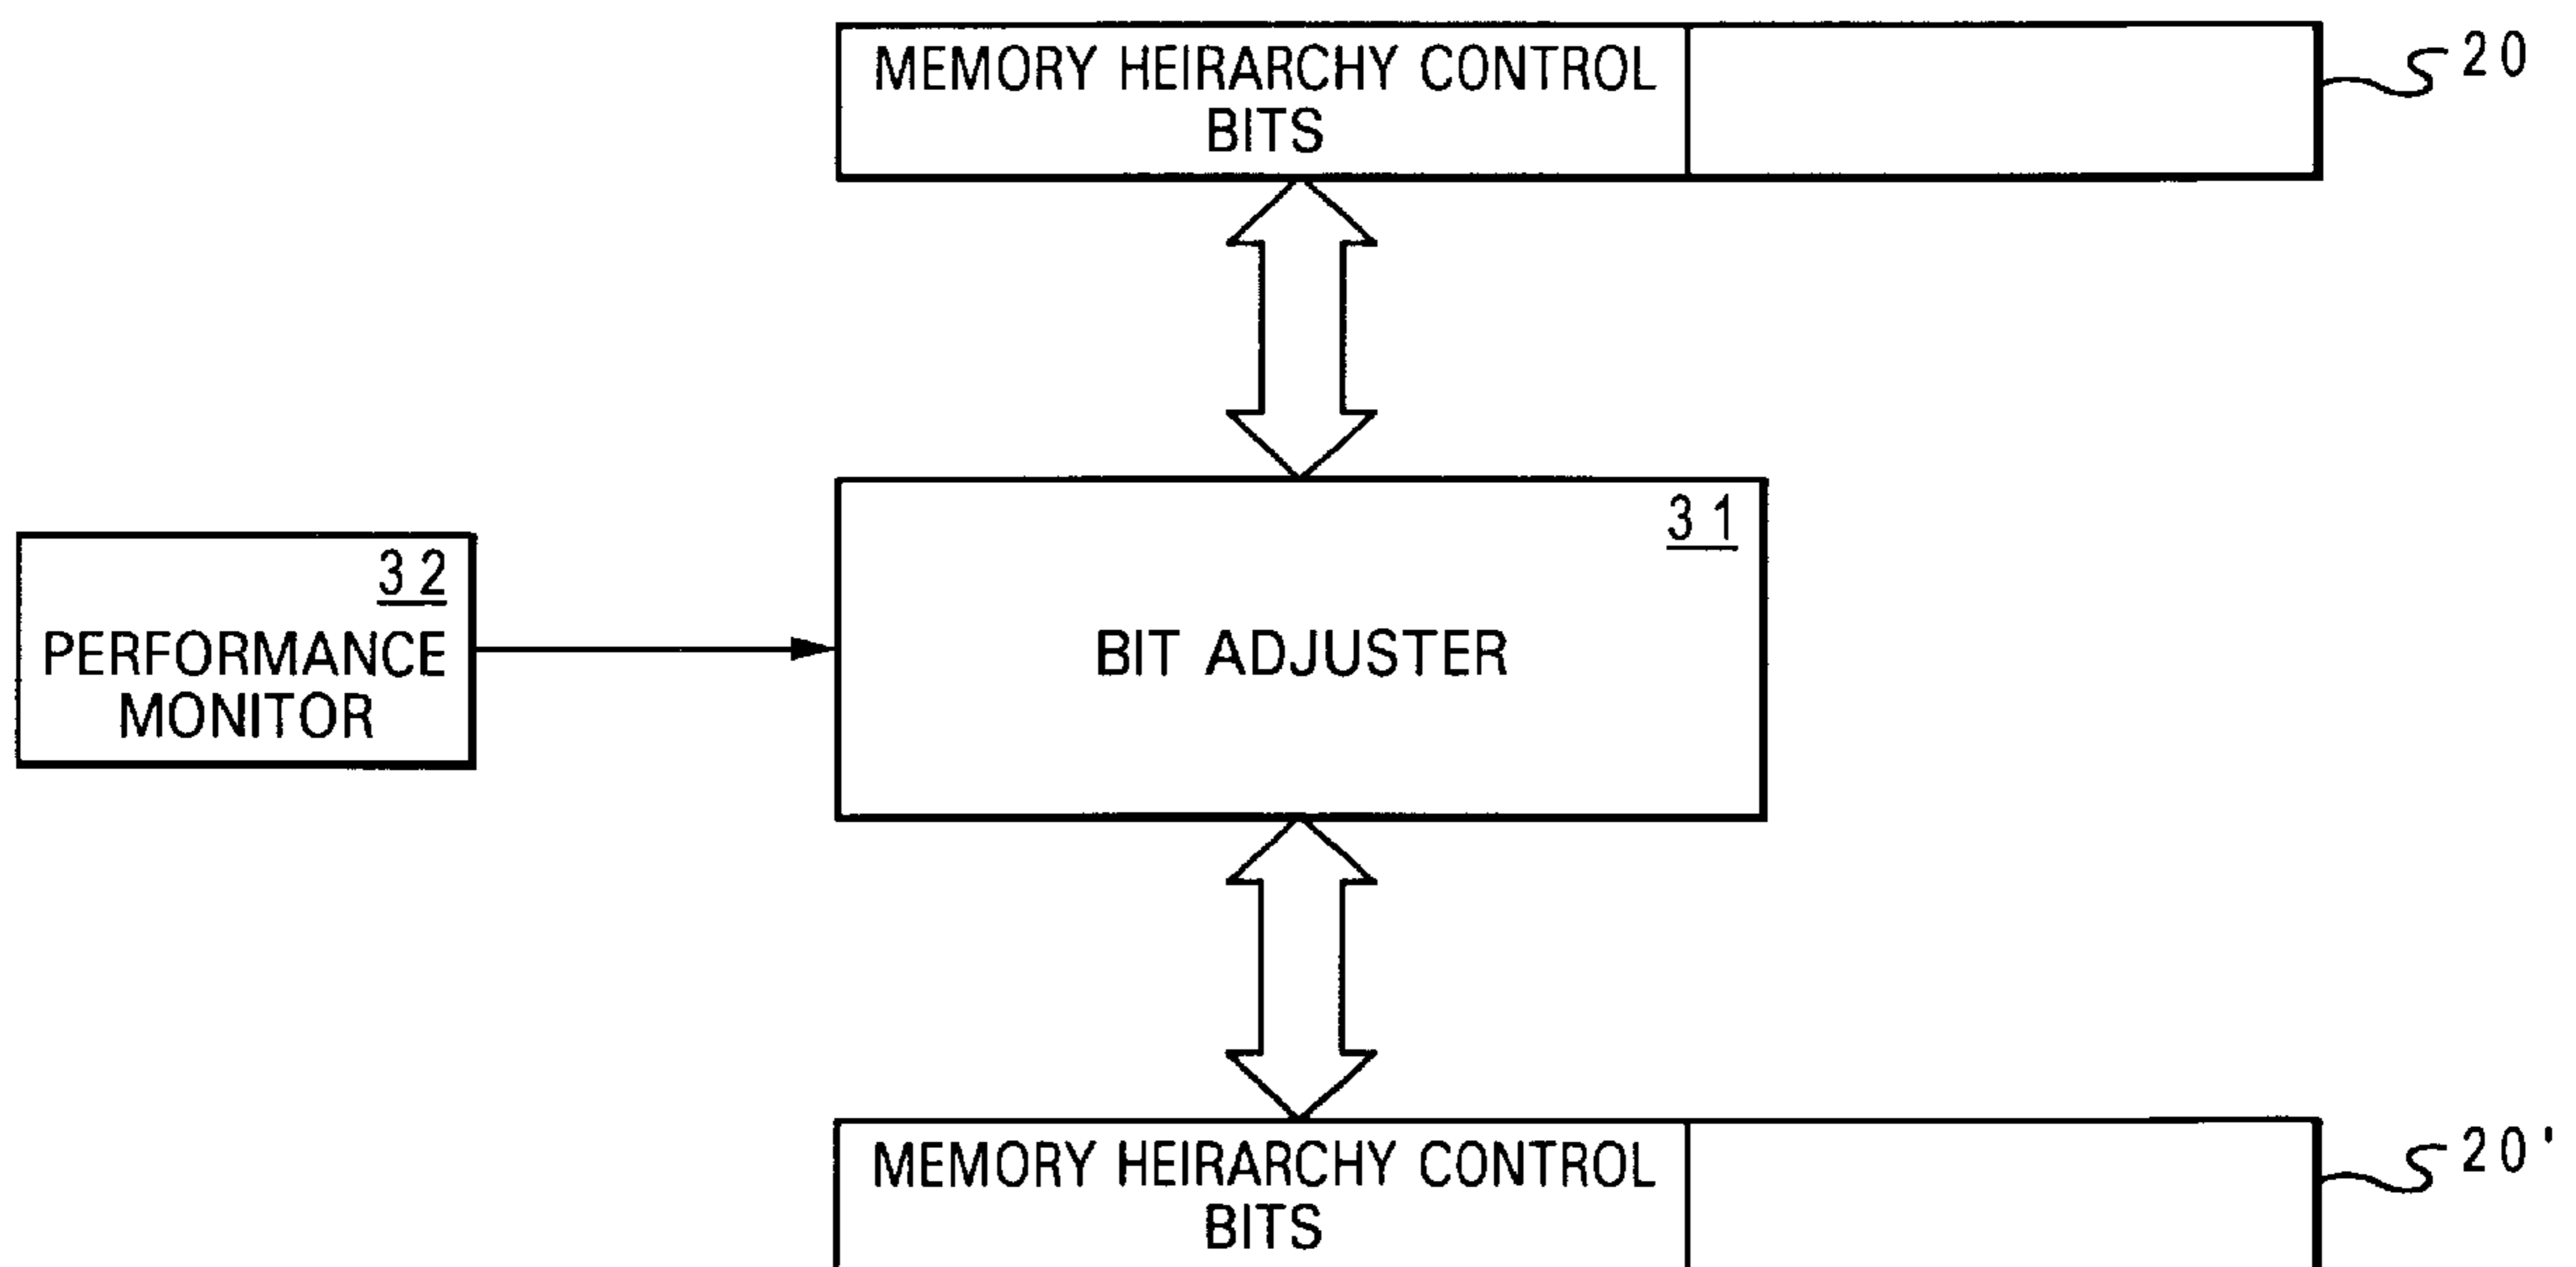 MEMORY HEIRARCHY CONTROL
BITS
20
31
BIT ADJUSTER
32
PERFORMANCE
MONITOR
MEMORY HEIRARCHY CONTROL
BITS
20'